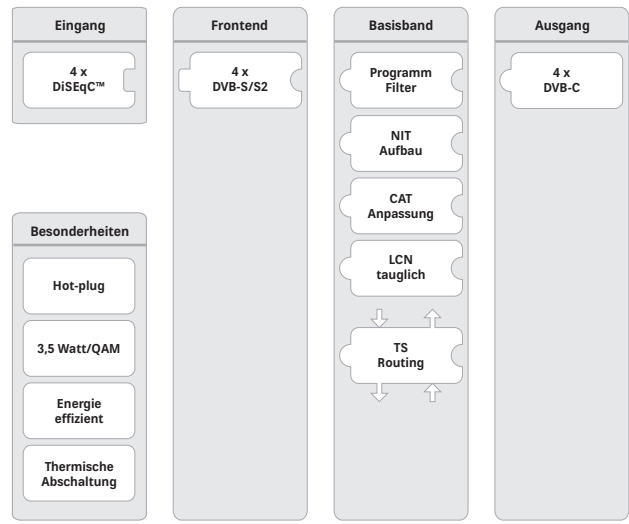 Eingang
4 x
DiSEqC™
Besonderheiten
Hot-plug
3,5 Watt/QAM
Energie
effizient
Thermische
Abschaltung
Frontend
4 x
DVB-S/S2
Basisband
Programm
Filter
NIT
Aufbau
CAT
Anpassung
LCN
tauglich
TS
Routing
Ausgang
4 x
DVB-C